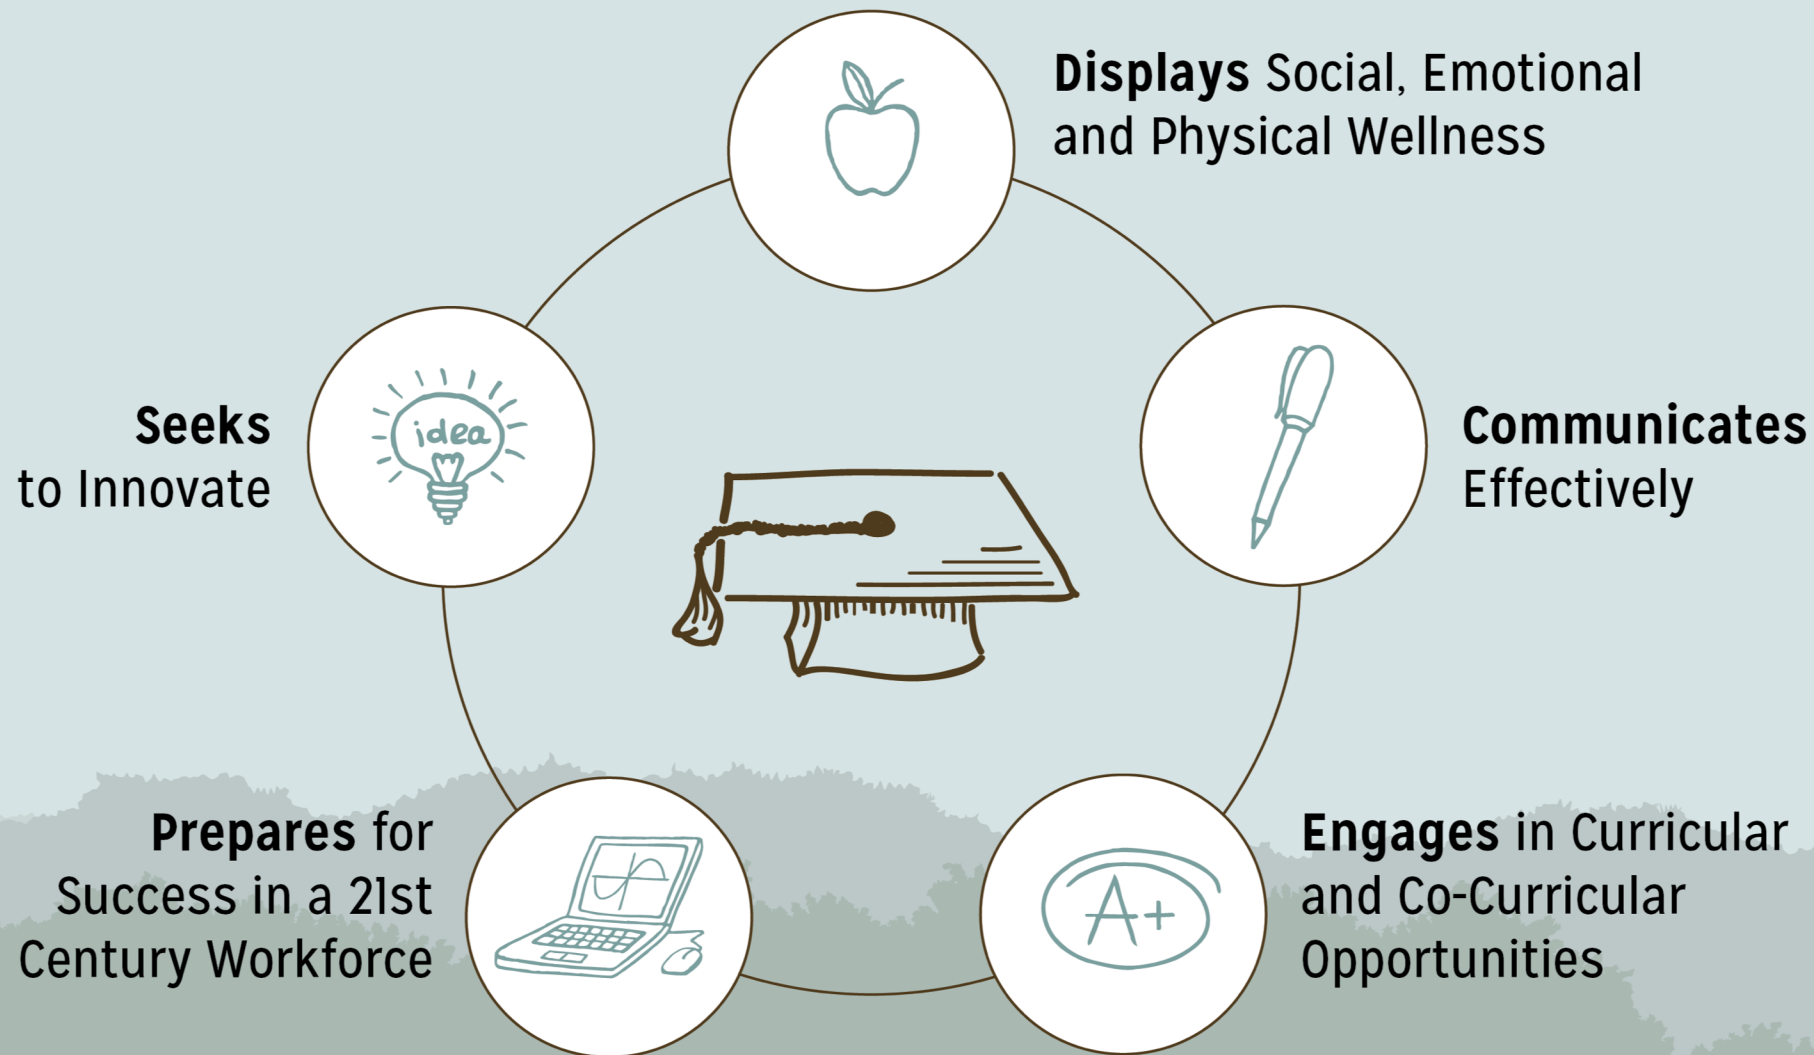 Displays Social, Emotional
and Physical Wellness
Communicates
Effectively
Engages in Curricular
and Co-Curricular
Opportunities
Prepares for
Success in a 21st
Century Workforce
Seeks
to Innovate
idea
A+